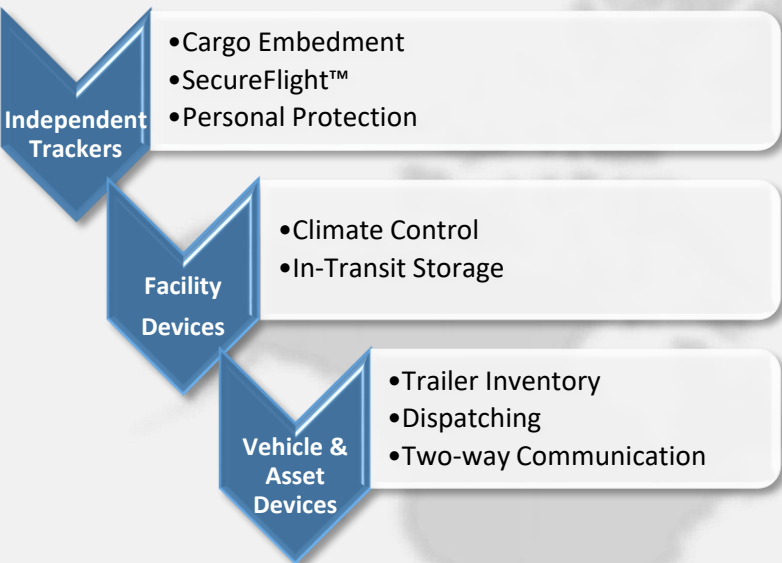 Independent
Trackers
•Cargo Embedment
•SecureFlight™
•Personal Protection
Facility
Devices
•Climate Control
•In-Transit Storage
Vehicle &
Asset
Devices
•Trailer Inventory
•Dispatching
•Two-way Communication